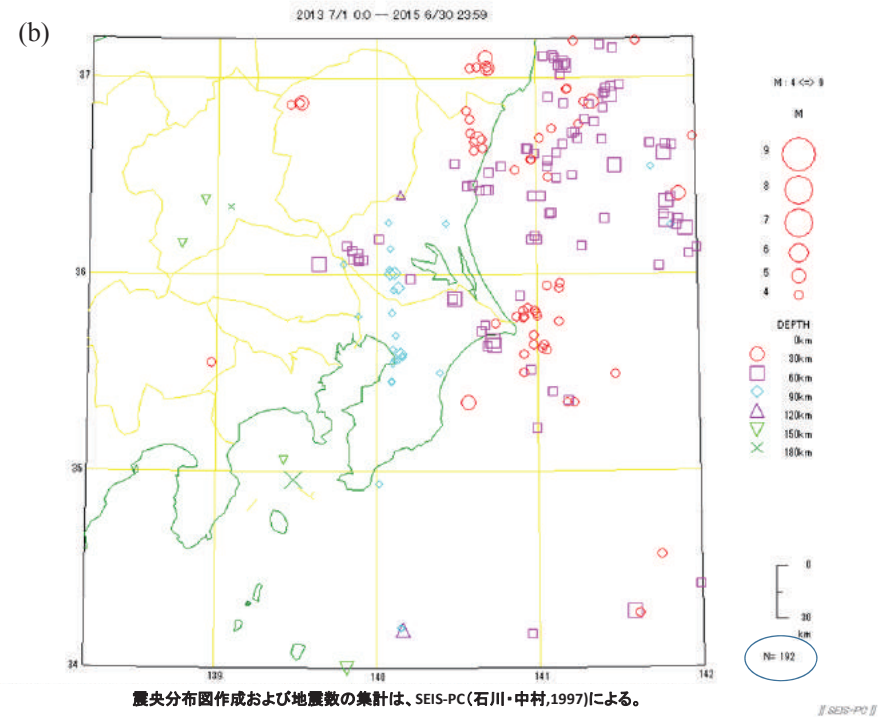 2013 7/1 0:0 — 2015 6/30 23:59
(b)
37
36
35
34
139
140
141
142
M : 4 <=> 9
M
9
8
7
6
5
4
DEPTH
0km
30km
60km
90km
120km
150km
180km
0
30
km
N= 192
震央分布図作成および地震数の集計は、SEIS-PC(石川・中村,1997)による。
[[ SEIS-PC ]]